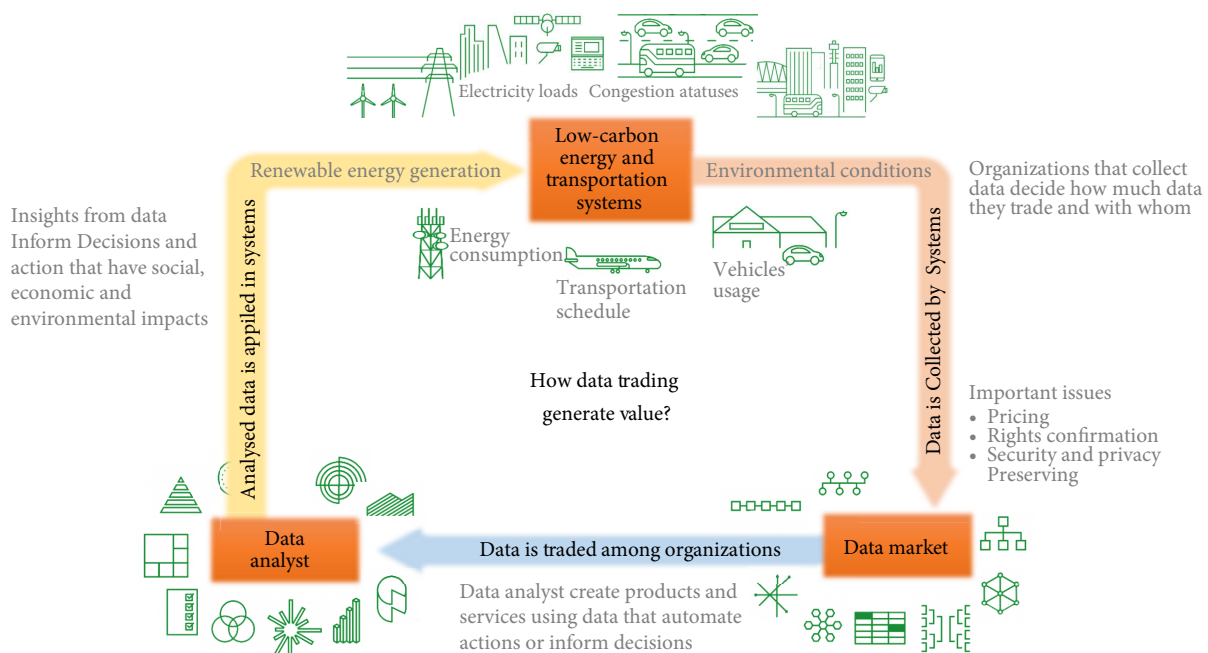 Electricity loads
Congestion atatuses
Low-carbon
energy and
transportation
systems
Renewable energy generation
Environmental conditions
Organizations that collect
data decide how much data
they trade and with whom
Insights from data
Inform Decisions and
action that have social,
economic and
environmental impacts
Energy
consumption
Transportation
schedule
Vehicles
usage
Analysed data is appiled in systems
Data is Collected by Systems
How data trading
generate value?
Important issues
• Pricing
• Rights confirmation
• Security and privacy
Preserving
Data
analyst
Data is traded among organizations
Data market
Data analyst create products and
services using data that automate
actions or inform decisions